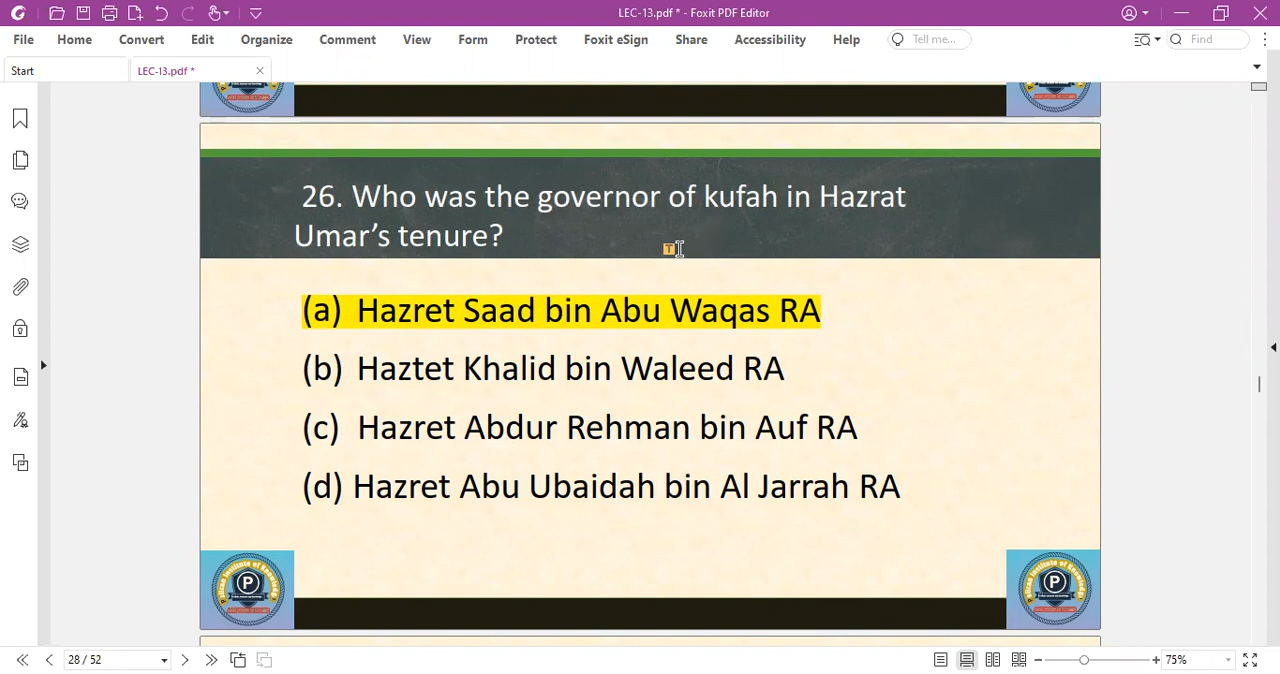 LEC-13.pdf * - Foxit PDF Editor
File Home Convert Edit Organize Comment View Form Protect Foxit eSign Share Accessibility Help Tell me... Find
Start LEC-13.pdf *
26. Who was the governor of kufah in Hazrat
Umar’s tenure?
T
(a) Hazret Saad bin Abu Waqas RA
(b) Haztet Khalid bin Waleed RA
(c) Hazret Abdur Rehman bin Auf RA
(d) Hazret Abu Ubaidah bin Al Jarrah RA
P P
28 / 52 75%